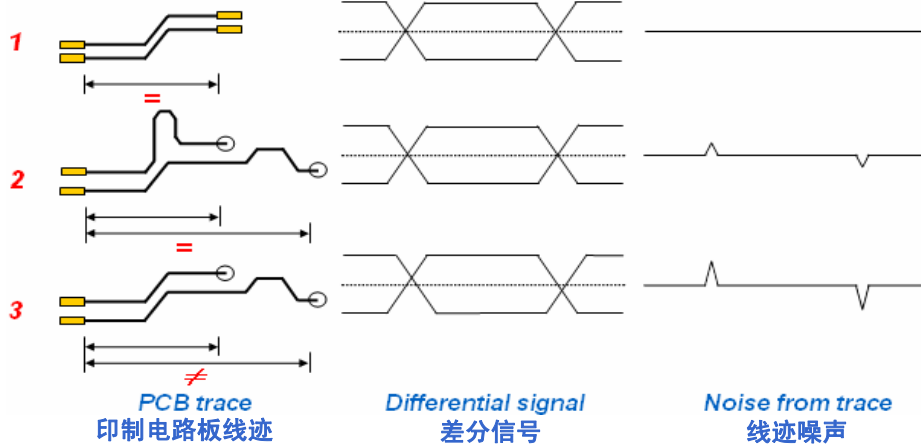 1
=
2
=
3
≠
PCB trace
印制电路板线迹
Differential signal
差分信号
Noise from trace
线迹噪声